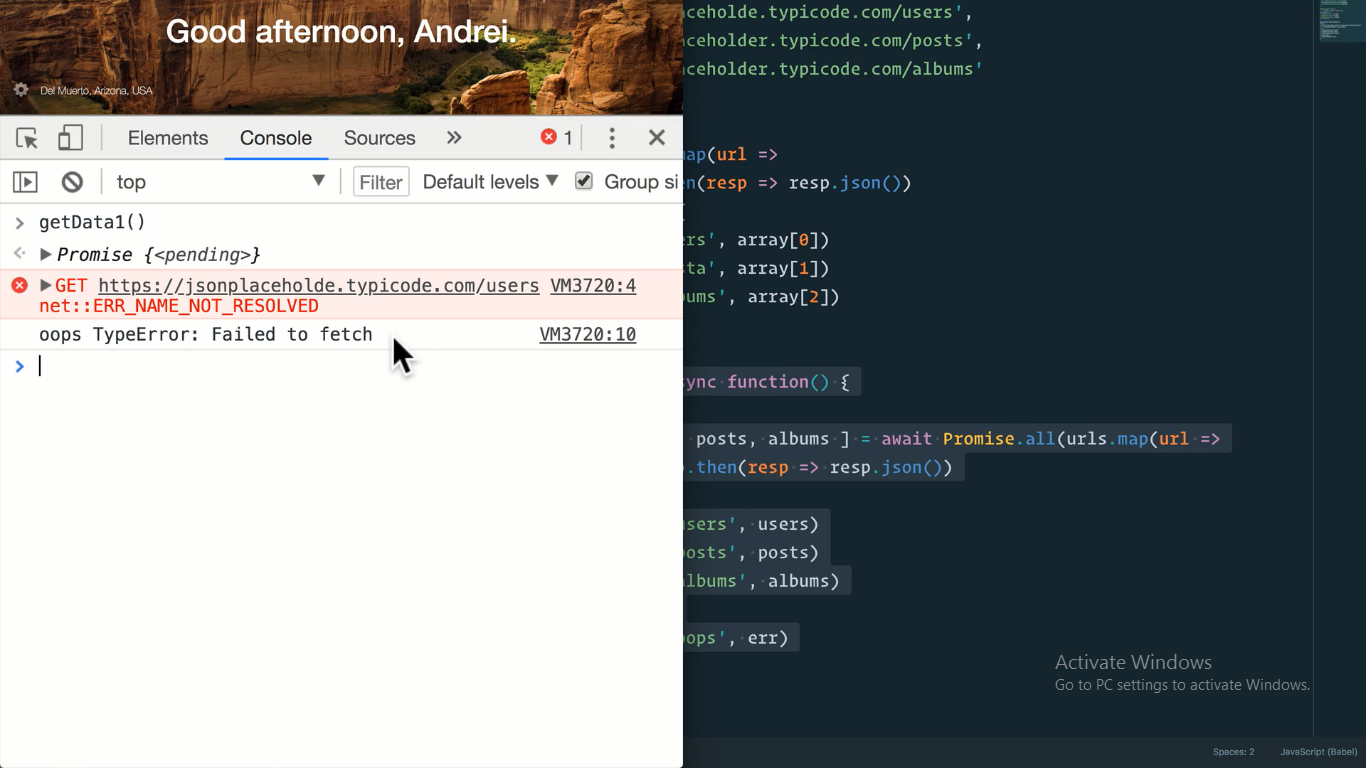 Good afternoon, Andrei.
Del Muerto, Arizona, USA
Elements Console Sources » 1
top Filter Default levels Group si
getData1()
Promise {<pending>}
GET https://jsonplaceholde.typicode.com/users VM3720:4
net::ERR_NAME_NOT_RESOLVED
oops TypeError: Failed to fetch VM3720:10
aceholde.typicode.com/users',
ceholder.typicode.com/posts',
ceholder.typicode.com/albums'
ap(url =>
n(resp => resp.json())
rs', array[0])
ta', array[1])
ums', array[2])
ync function() {
posts, albums ] = await Promise.all(urls.map(url =>
.then(resp => resp.json())
sers', users)
osts', posts)
lbums', albums)
ops', err)
Activate Windows
Go to PC settings to activate Windows.
Spaces: 2 JavaScript (Babel)